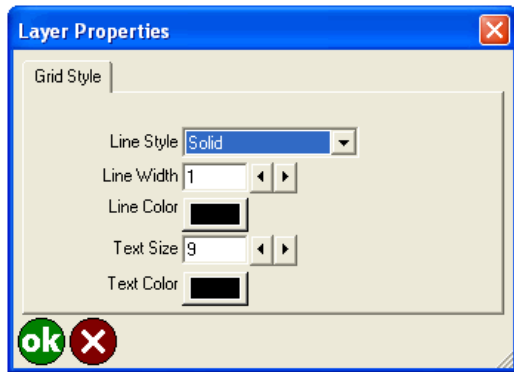 Layer Properties
Grid Style
Line Style Solid
Line Width 1
Line Color
Text Size 9
Text Color
ok